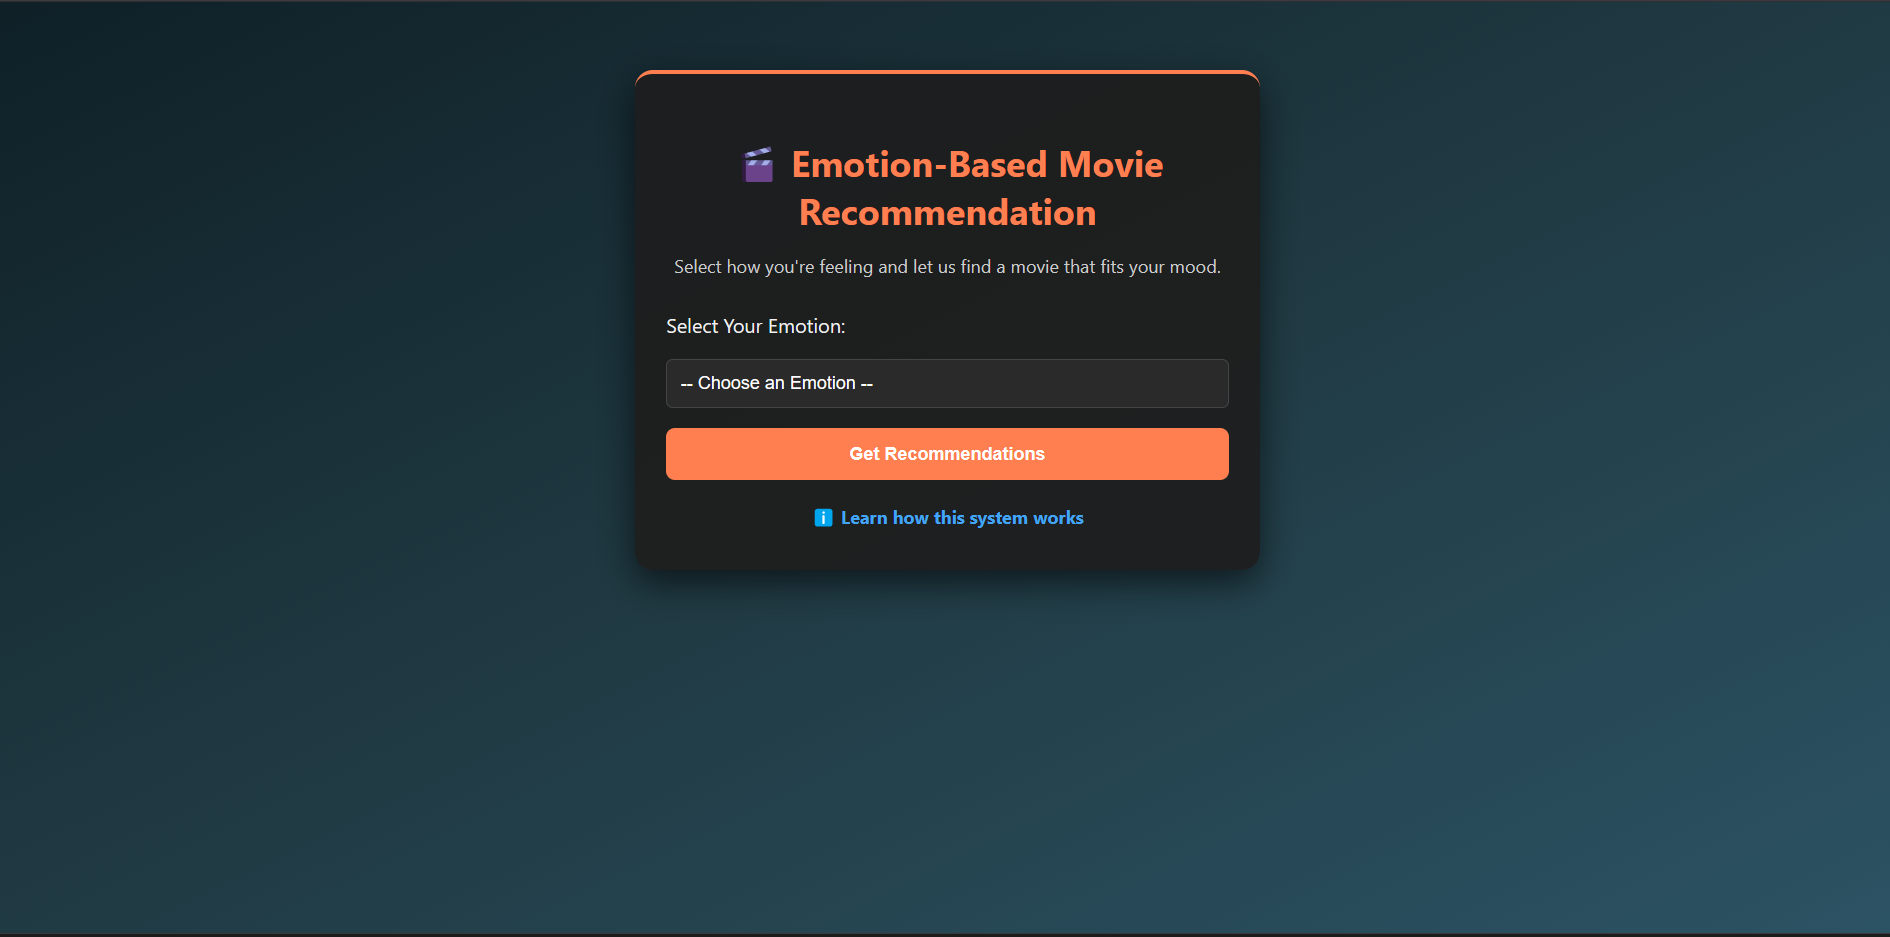 🎬 Emotion-Based Movie
Recommendation
Select how you're feeling and let us find a movie that fits your mood.
Select Your Emotion:
-- Choose an Emotion --
Get Recommendations
ℹ️ Learn how this system works